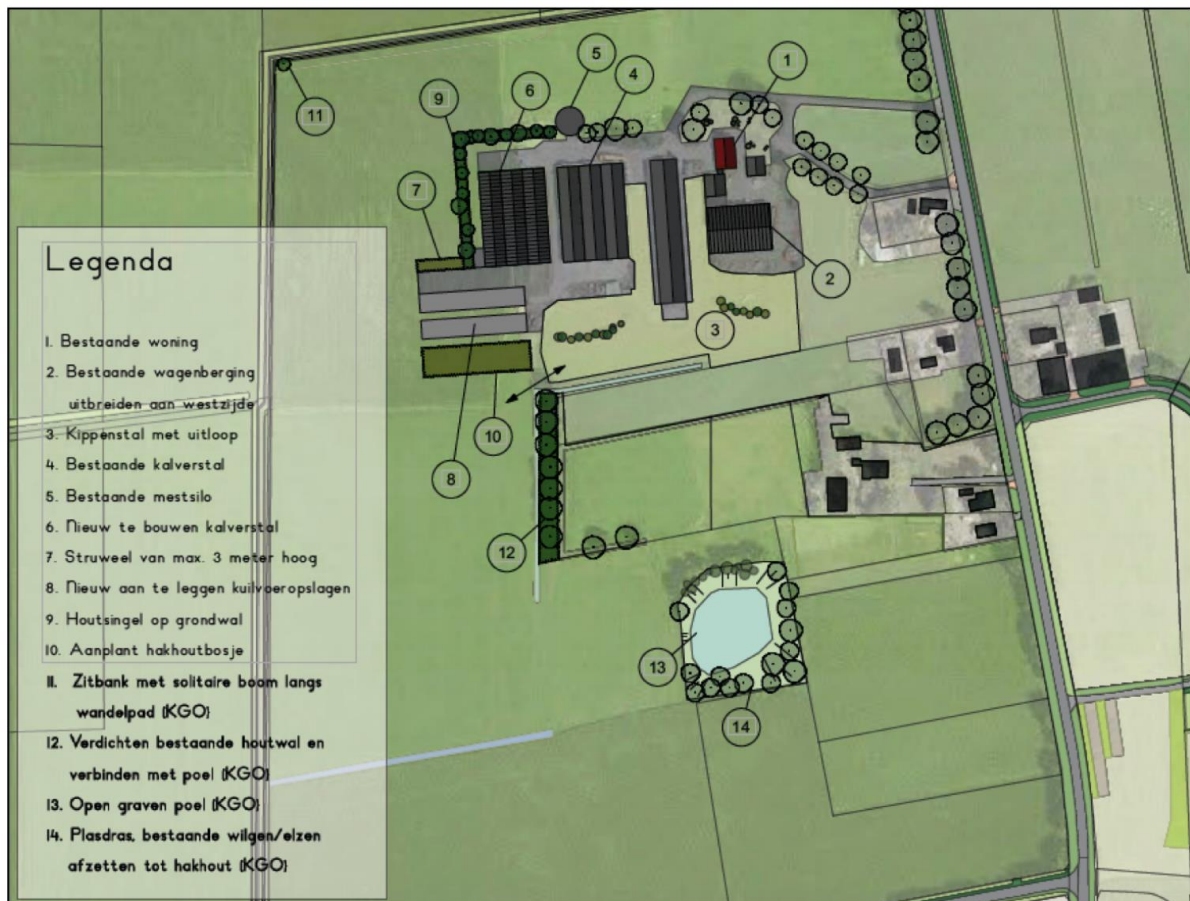 1
4
5
6
9
11
7
2
3
10
8
12
13
14
Legenda
1. Bestaande woning
2. Bestaande wagenberging
uitbreiden aan westzijde
3. Kippenstal met uitloop
4. Bestaande kalverstal
5. Bestaande mestsilo
6. Nieuw te bouwen kalverstal
7. Struweel van max. 3 meter hoog
8. Nieuw aan te leggen kuilvoeropslagen
9. Houtsingel op grondwal
10. Aanplant hakhoutbosje
11. Zitbank met solitaire boom langs
wandelpad (KGO)
12. Verdichten bestaande houtwal en
verbinden met poel (KGO)
13. Open graven poel (KGO)
14. Plasdras, bestaande wilgen/elzen
afzetten tot hakhout (KGO)